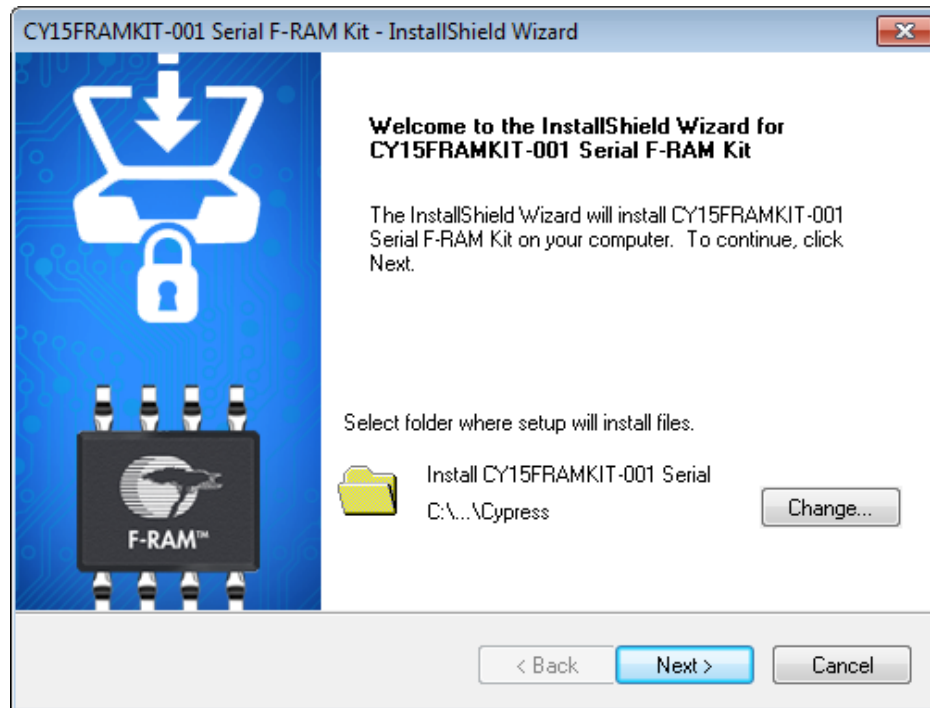 CY15FRAMKIT-001 Serial F-RAM Kit - InstallShield Wizard
Welcome to the InstallShield Wizard for
CY15FRAMKIT-001 Serial F-RAM Kit
The InstallShield Wizard will install CY15FRAMKIT-001
Serial F-RAM Kit on your computer. To continue, click
Next.
Select folder where setup will install files.
Install CY15FRAMKIT-001 Serial
C:\...\Cypress
Change...
F-RAM™
< Back
Next >
Cancel